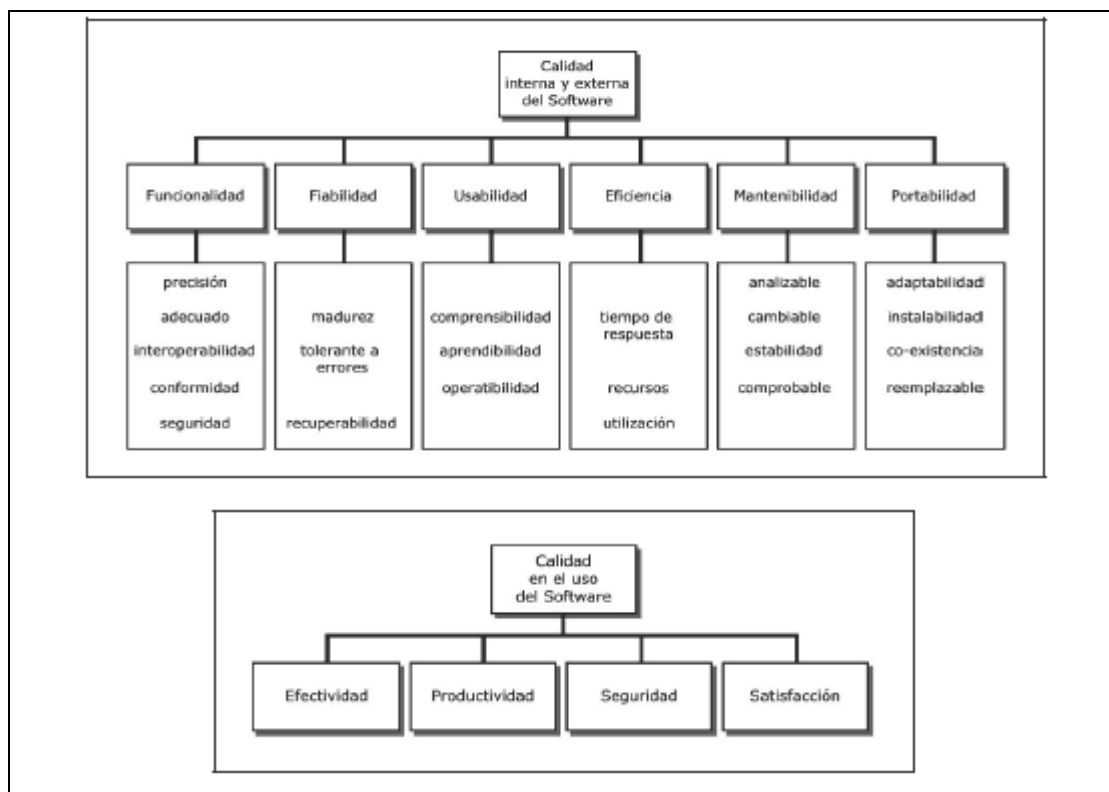 Calidad
interna y externa
del Software
Funcionalidad
Fiabilidad
Usabilidad
Eficiencia
Mantenibilidad
Portabilidad
precisión
adecuado
interoperabilidad
conformidad
seguridad
madurez
tolerante a
errores
recuperabilidad
comprensibilidad
aprendibilidad
operatibilidad
tiempo de
respuesta
recursos
utilización
analizable
cambiable
estabilidad
comprobable
adaptabilidad
instalabilidad
co-existencia
reemplazable
Calidad
en el uso
del Software
Efectividad
Productividad
Seguridad
Satisfacción